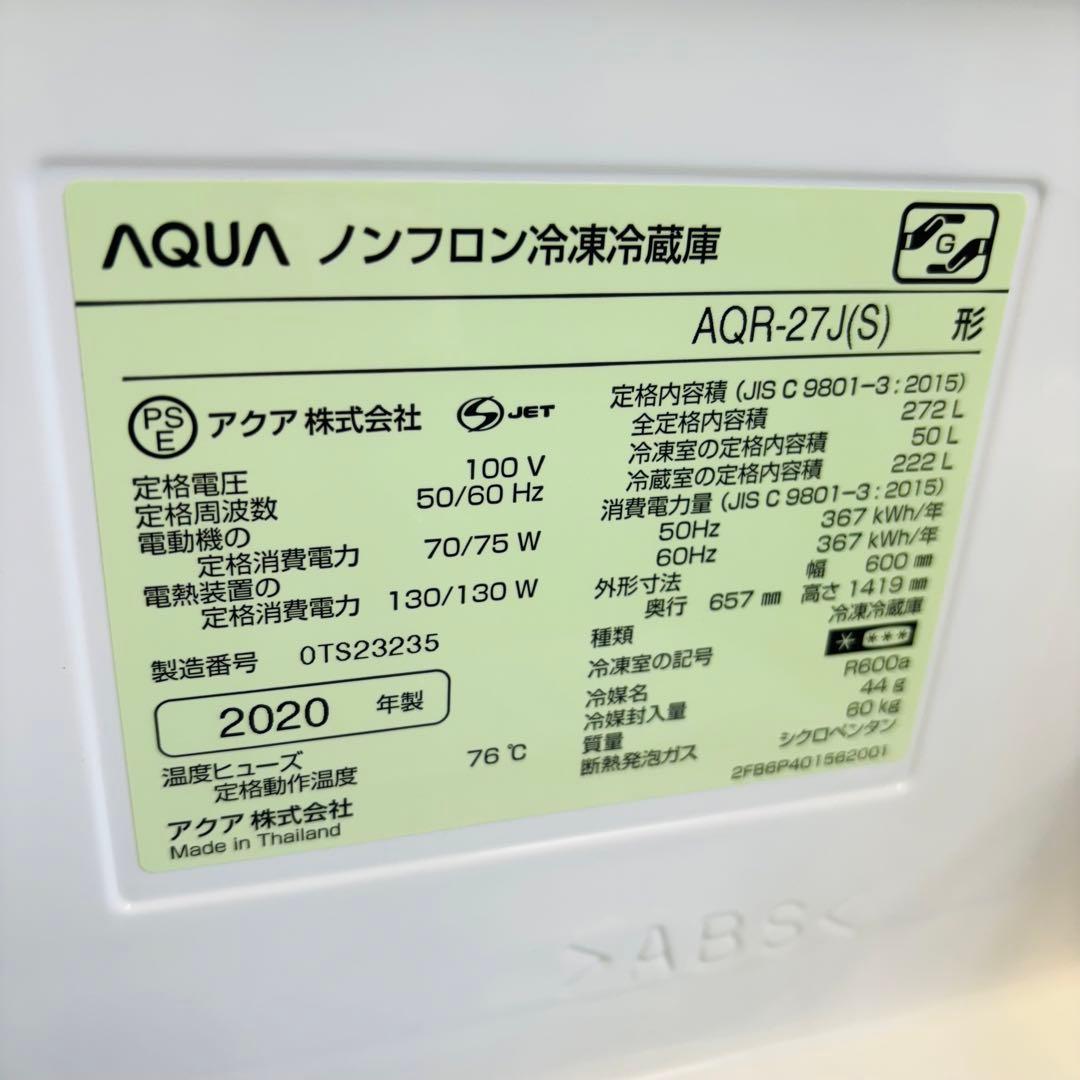 AQUA ノンフロン冷凍冷蔵庫
G
AQR-27J(S) 形
PS
E
アクア 株式会社 S JET
定格電圧 100 V
定格周波数 50/60 Hz
電動機の
定格消費電力 70/75 W
電熱装置の
定格消費電力 130/130 W
製造番号 0TS23235
2020 年製
温度ヒューズ
定格動作温度 76 ℃
アクア 株式会社
Made in Thailand
定格内容積 (JIS C 9801-3 : 2015)
全定格内容積 272 L
冷凍室の定格内容積 50 L
冷蔵室の定格内容積 222 L
消費電力量 (JIS C 9801-3 : 2015)
50Hz 367 kWh/年
60Hz 367 kWh/年
外形寸法 幅 600 ㎜
奥行 657 ㎜ 高さ 1419 ㎜
種類 冷凍冷蔵庫
冷凍室の記号 * ***
冷媒名 R600a
冷媒封入量 44 g
質量 60 kg
断熱発泡ガス シクロペンタン
2FB6P401562001
>ABS<